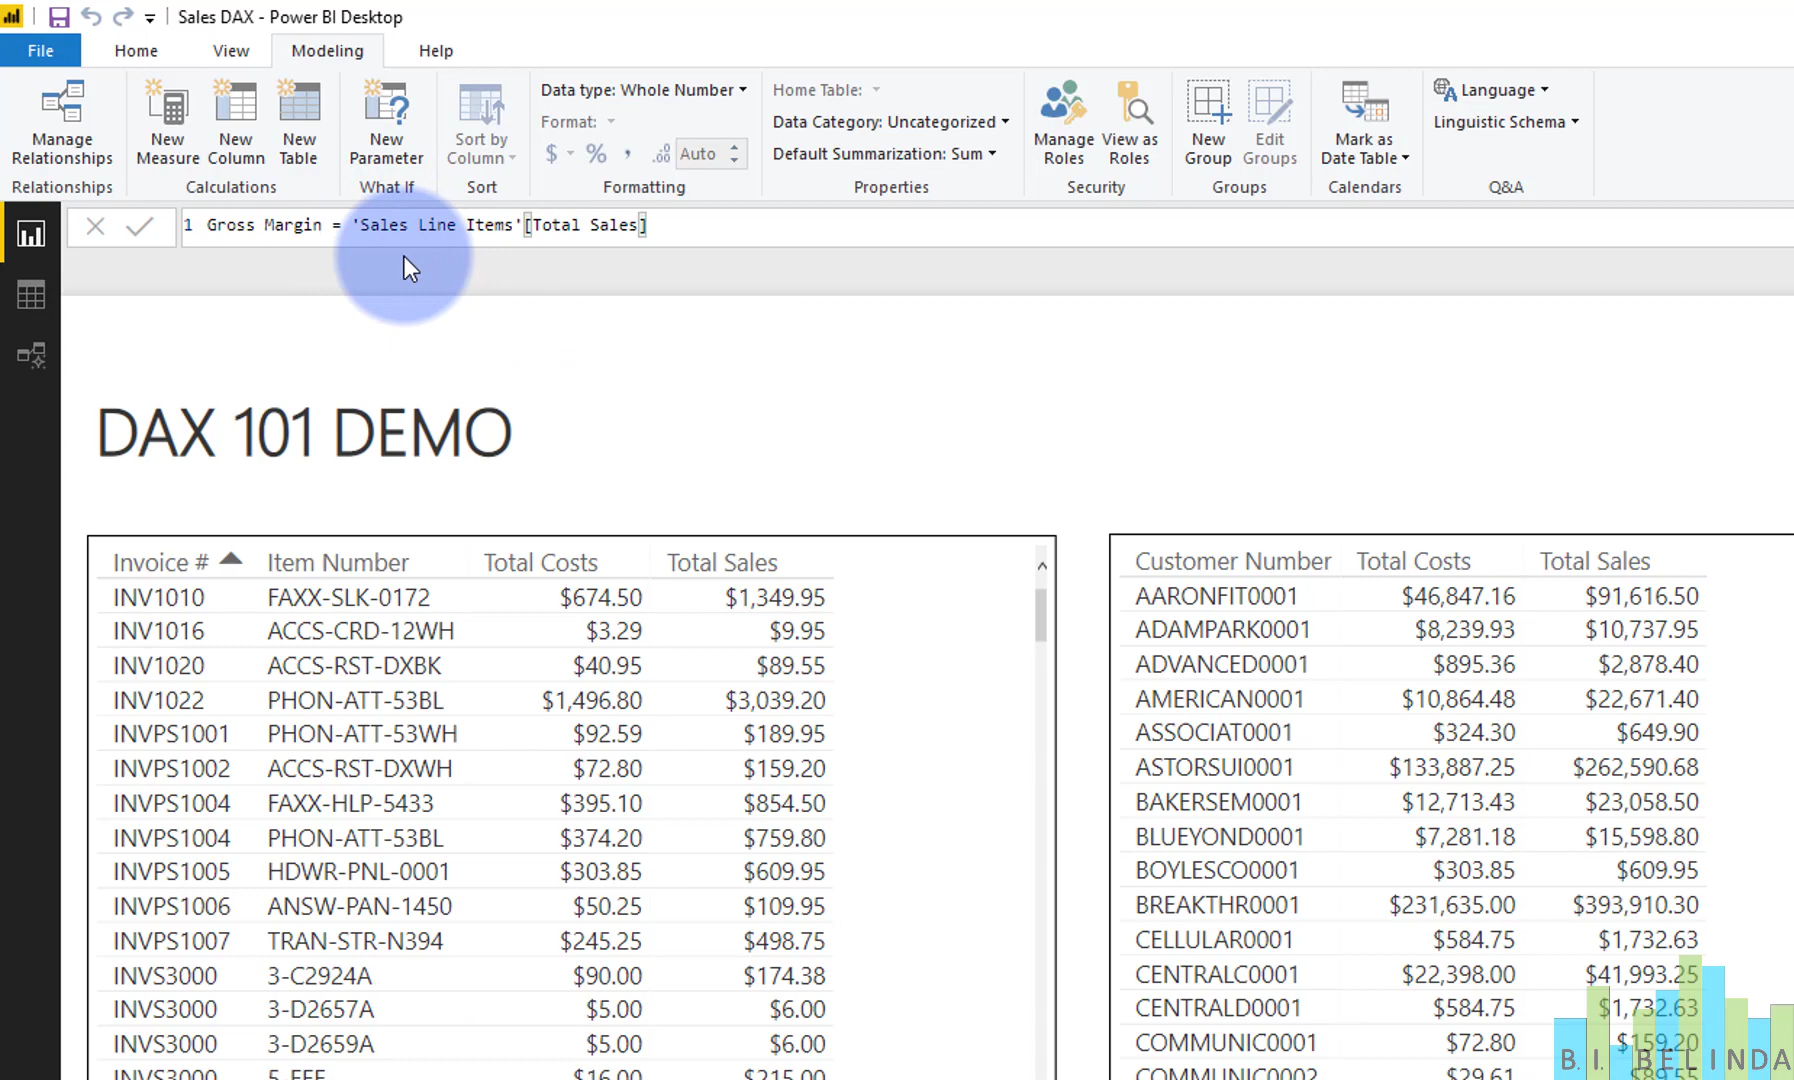 Sales DAX - Power BI Desktop
File Home View Modeling Help
Manage Relationships
New Measure
New Column
New Table
New Parameter
Sort by Column
Data type: Whole Number
Format:
$ % , .00 Auto
Home Table:
Data Category: Uncategorized
Default Summarization: Sum
Manage Roles
View as Roles
New Group
Edit Groups
Mark as Date Table
Language
Linguistic Schema
Relationships Calculations What If Sort Formatting Properties Security Groups Calendars Q&A
1 Gross Margin = 'Sales Line Items'[Total Sales]
DAX 101 DEMO
Invoice # Item Number Total Costs Total Sales
INV1010 FAXX-SLK-0172 $674.50 $1,349.95
INV1016 ACCS-CRD-12WH $3.29 $9.95
INV1020 ACCS-RST-DXBK $40.95 $89.55
INV1022 PHON-ATT-53BL $1,496.80 $3,039.20
INVPS1001 PHON-ATT-53WH $92.59 $189.95
INVPS1002 ACCS-RST-DXWH $72.80 $159.20
INVPS1004 FAXX-HLP-5433 $395.10 $854.50
INVPS1004 PHON-ATT-53BL $374.20 $759.80
INVPS1005 HDWR-PNL-0001 $303.85 $609.95
INVPS1006 ANSW-PAN-1450 $50.25 $109.95
INVPS1007 TRAN-STR-N394 $245.25 $498.75
INVS3000 3-C2924A $90.00 $174.38
INVS3000 3-D2657A $5.00 $6.00
INVS3000 3-D2659A $5.00 $6.00
INVS3000 $16.00 $215.00
Customer Number Total Costs Total Sales
AARONFIT0001 $46,847.16 $91,616.50
ADAMPARK0001 $8,239.93 $10,737.95
ADVANCED0001 $895.36 $2,878.40
AMERICAN0001 $10,864.48 $22,671.40
ASSOCIAT0001 $324.30 $649.90
ASTORSUI0001 $133,887.25 $262,590.68
BAKERSEM0001 $12,713.43 $23,058.50
BLUEYOND0001 $7,281.18 $15,598.80
BOYLESCO0001 $303.85 $609.95
BREAKTHR0001 $231,635.00 $393,910.30
CELLULAR0001 $584.75 $1,732.63
CENTRALC0001 $22,398.00 $41,993.25
CENTRALD0001 $584.75 $1,732.63
COMMUNIC0001 $72.80 $159.20
COMMUNIC0002 $29.61 $89.55
B.I. BELINDA